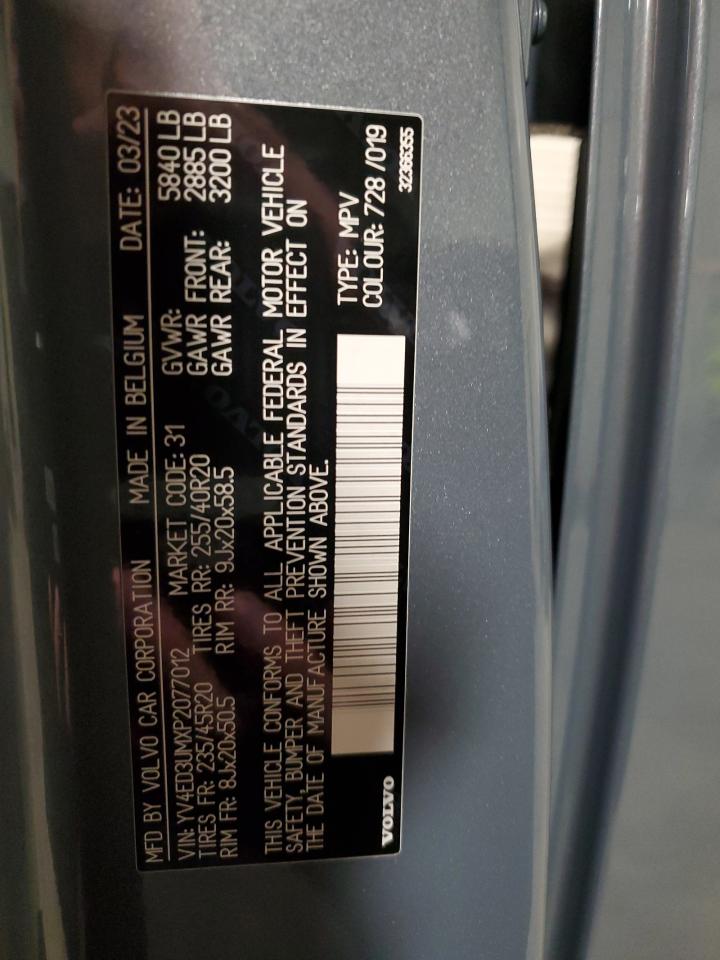 MFD BY VOLVO CAR CORPORATION MADE IN BELGIUM DATE: 03/23
VIN: YV4ED3UMXP2077012 MARKET CODE: 31 GVWR: 5840 LB
TIRES FR: 235/45R20 TIRES RR: 255/40R20 GAWR FRONT: 2885 LB
RIM FR: 8Jx20x50.5 RIM RR: 9Jx20x58.5 GAWR REAR: 3200 LB
THIS VEHICLE CONFORMS TO ALL APPLICABLE FEDERAL MOTOR VEHICLE
SAFETY, BUMPER AND THEFT PREVENTION STANDARDS IN EFFECT ON
THE DATE OF MANUFACTURE SHOWN ABOVE.
TYPE: MPV
COLOUR: 728 /019
VOLVO 32366355